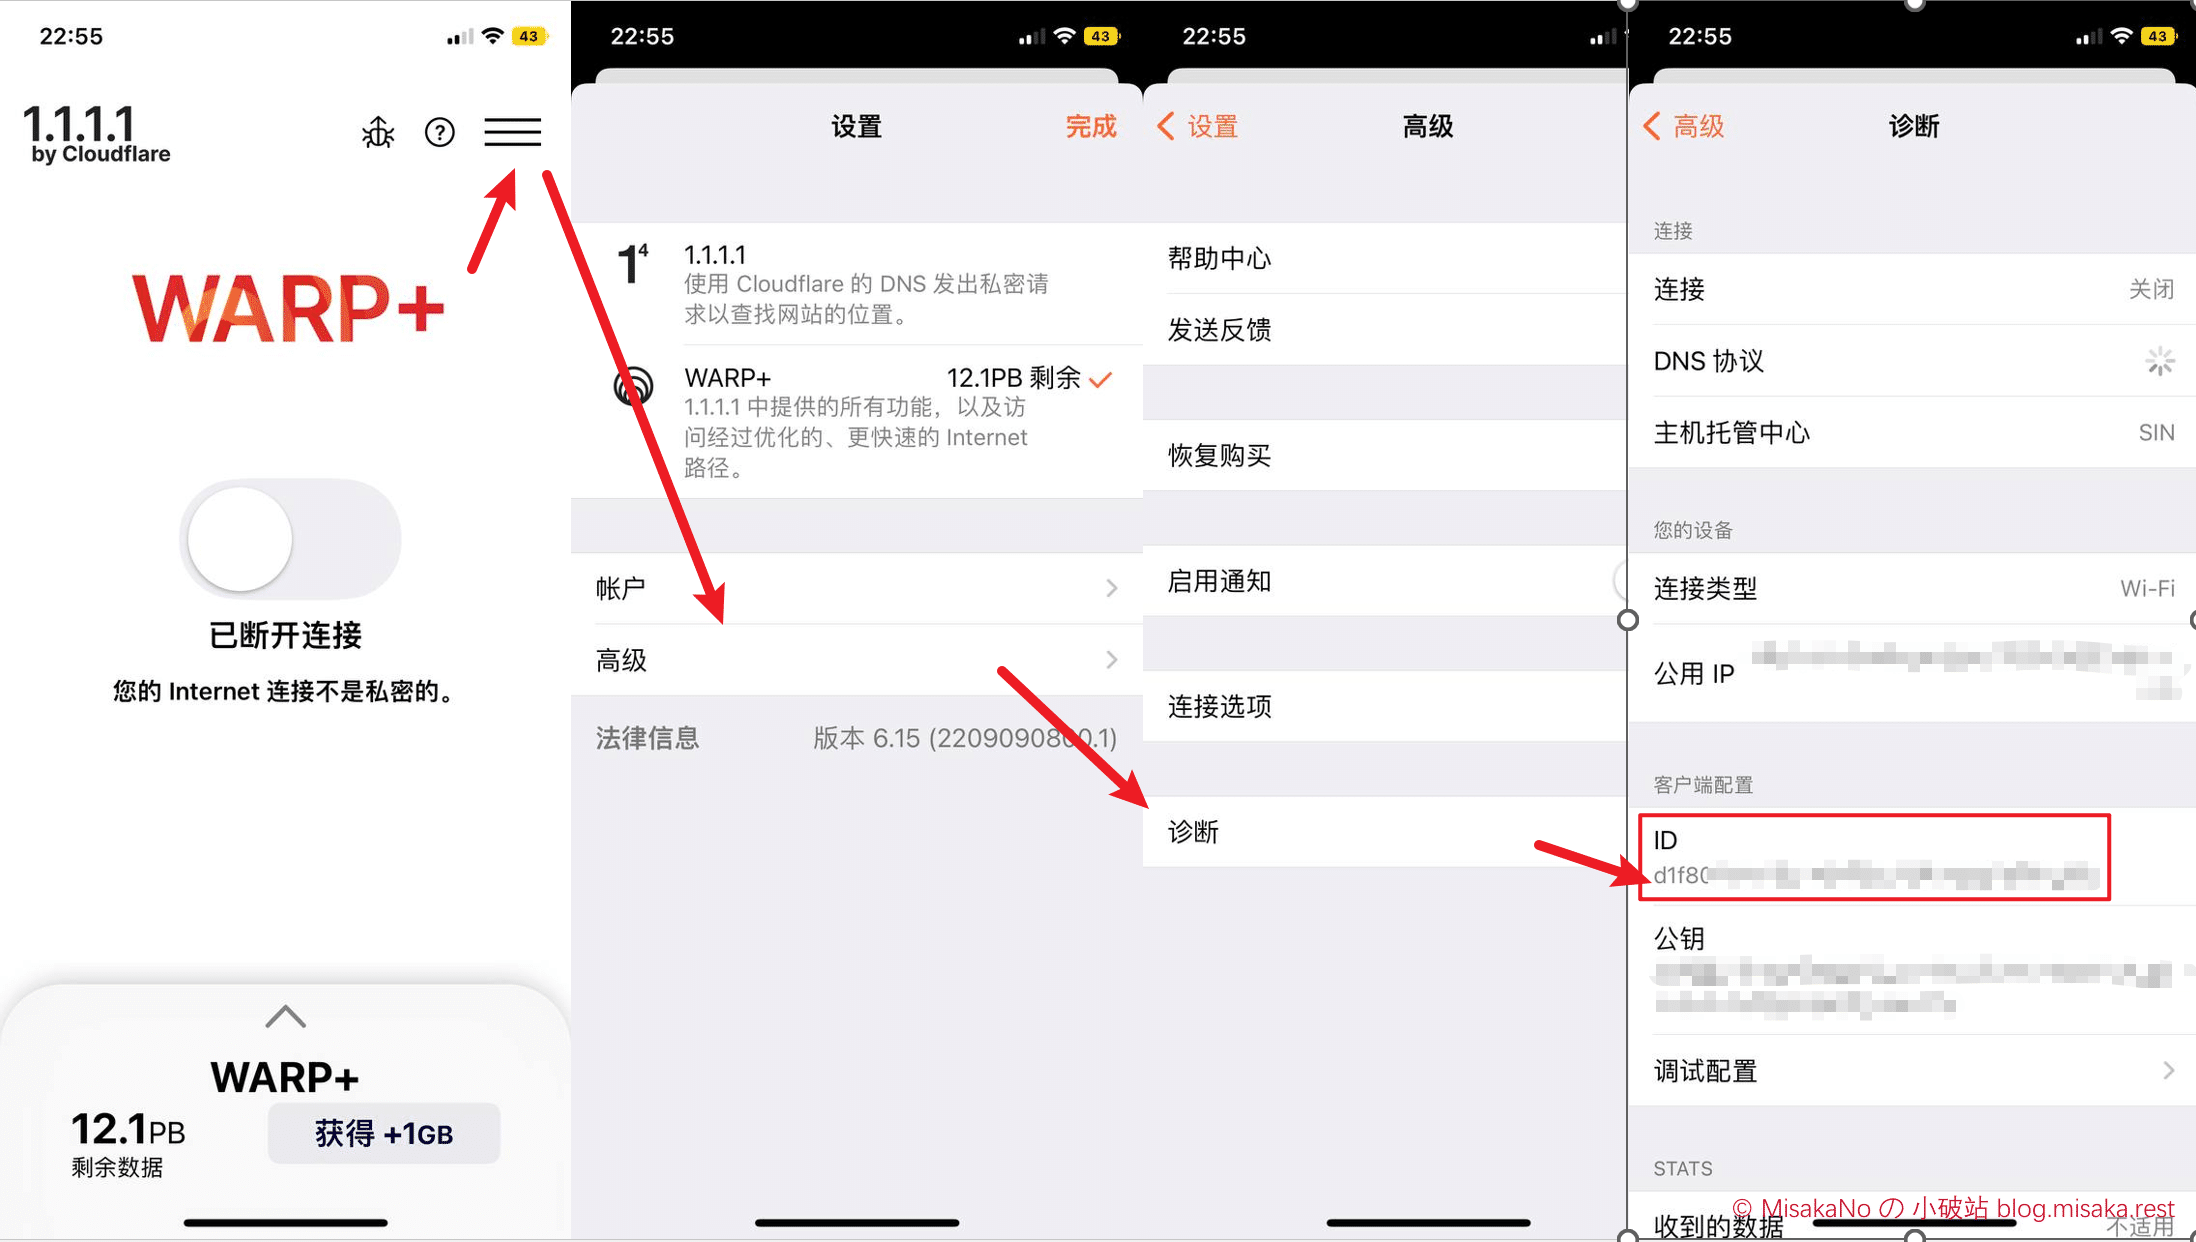 22:55
43
1.1.1.1
by Cloudflare
WARP+
已断开连接
您的 Internet 连接不是私密的。
WARP+
12.1PB
剩余数据
获得 +1GB
22:55
43
设置
完成
1⁴
1.1.1.1
使用 Cloudflare 的 DNS 发出私密请
求以查找网站的位置。
WARP+
12.1PB 剩余
1.1.1.1 中提供的所有功能，以及访
问经过优化的、更快速的 Internet
路径。
帐户
高级
法律信息
版本 6.15 (2209090800.1)
22:55
设置
高级
帮助中心
发送反馈
恢复购买
启用通知
连接选项
诊断
22:55
43
高级
诊断
连接
连接
关闭
DNS 协议
主机托管中心
SIN
您的设备
连接类型
Wi-Fi
公用 IP
客户端配置
ID
d1f80
公钥
调试配置
STATS
© MisakaNo の 小破站 blog.misaka.rest
收到的数据
不适用